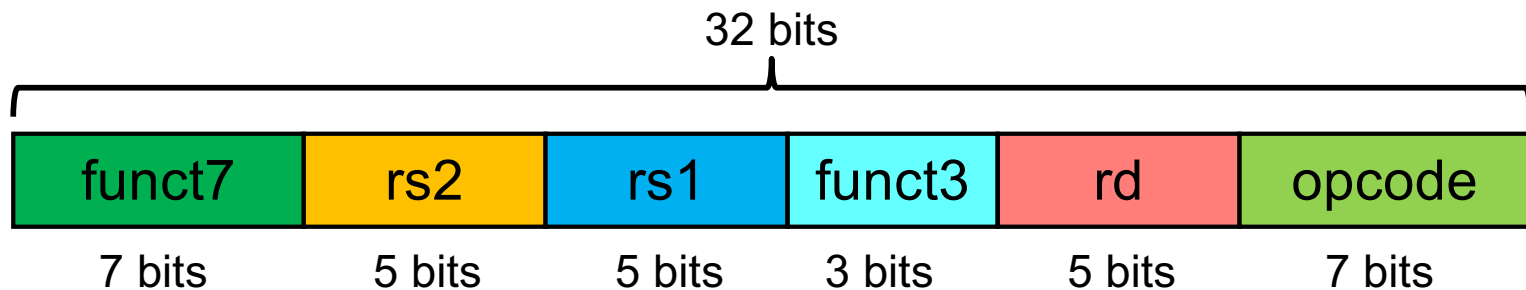 32 bits
funct7 rs2 rs1 funct3 rd opcode
7 bits 5 bits 5 bits 3 bits 5 bits 7 bits